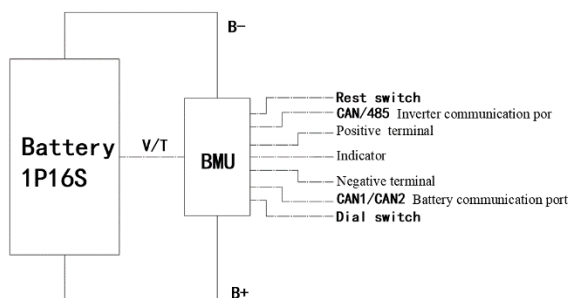 B-
Battery
1P16S
V/T
BMU
Rest switch
CAN/485 Inverter communication por
Positive terminal
Indicator
Negative terminal
CAN1/CAN2 Battery communication port
Dial switch
B+